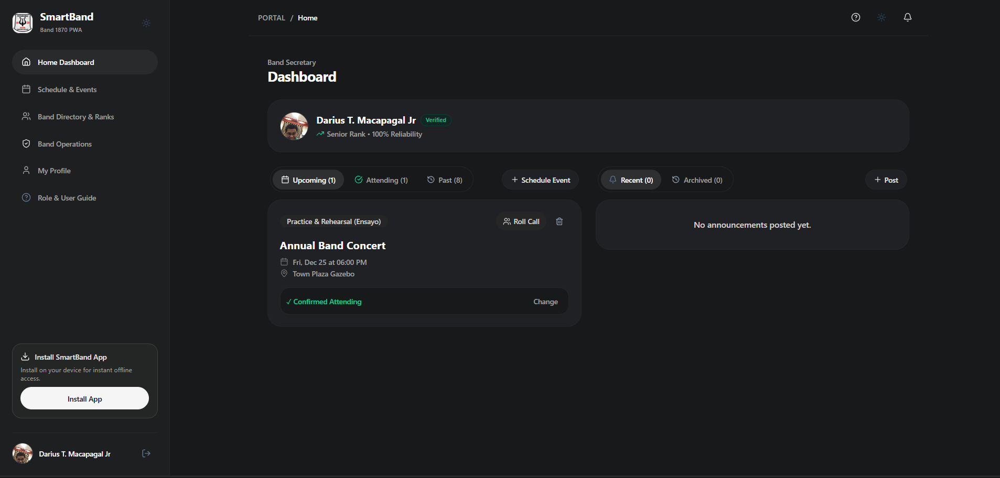 SmartBand
Band 1870 PWA
Home Dashboard
Schedule & Events
Band Directory & Ranks
Band Operations
My Profile
Role & User Guide
Install SmartBand App
Install on your device for instant offline
access.
Install App
Darius T. Macapagal Jr
PORTAL / Home
Band Secretary
Dashboard
Darius T. Macapagal Jr Verified
Senior Rank • 100% Reliability
Upcoming (1) Attending (1) Past (8) + Schedule Event
Practice & Rehearsal (Ensayo) Roll Call
Annual Band Concert
Fri, Dec 25 at 06:00 PM
Town Plaza Gazebo
✓ Confirmed Attending Change
Recent (0) Archived (0) + Post
No announcements posted yet.